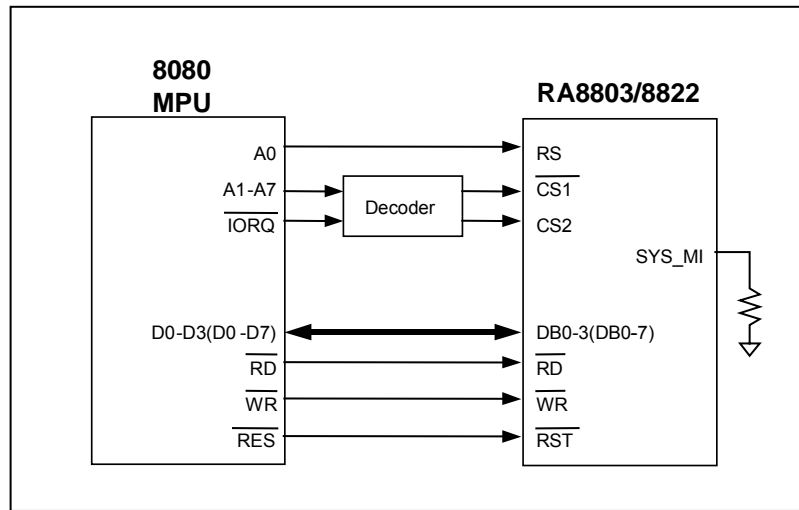 8080
MPU
RA8803/8822
A0
RS
A1-A7
Decoder
CS1
IORQ
CS2
SYS_MI
D0-D3(D0-D7)
DB0-3(DB0-7)
RD
RD
WR
WR
RES
RST